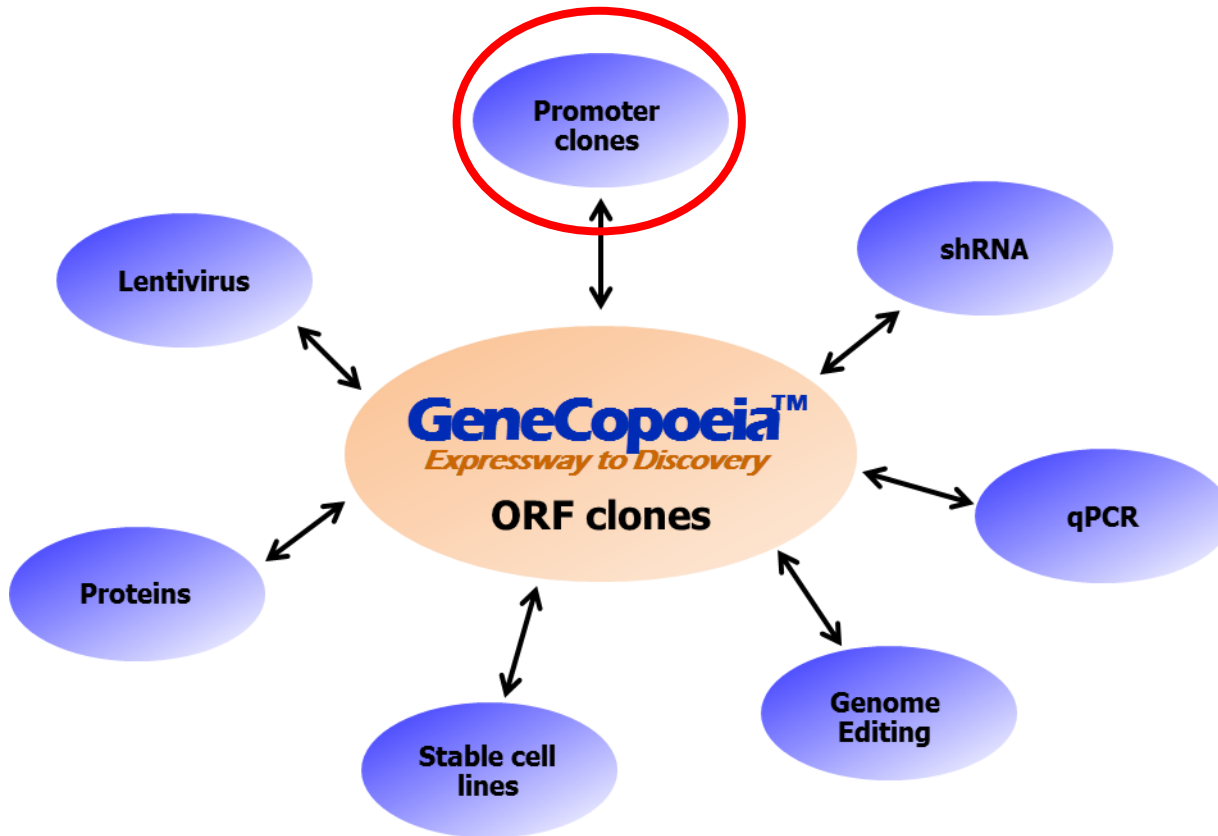 Promoter
clones
shRNA
Lentivirus
GeneCopoeia™
Expressway to Discovery
ORF clones
qPCR
Proteins
Genome
Editing
Stable cell
lines